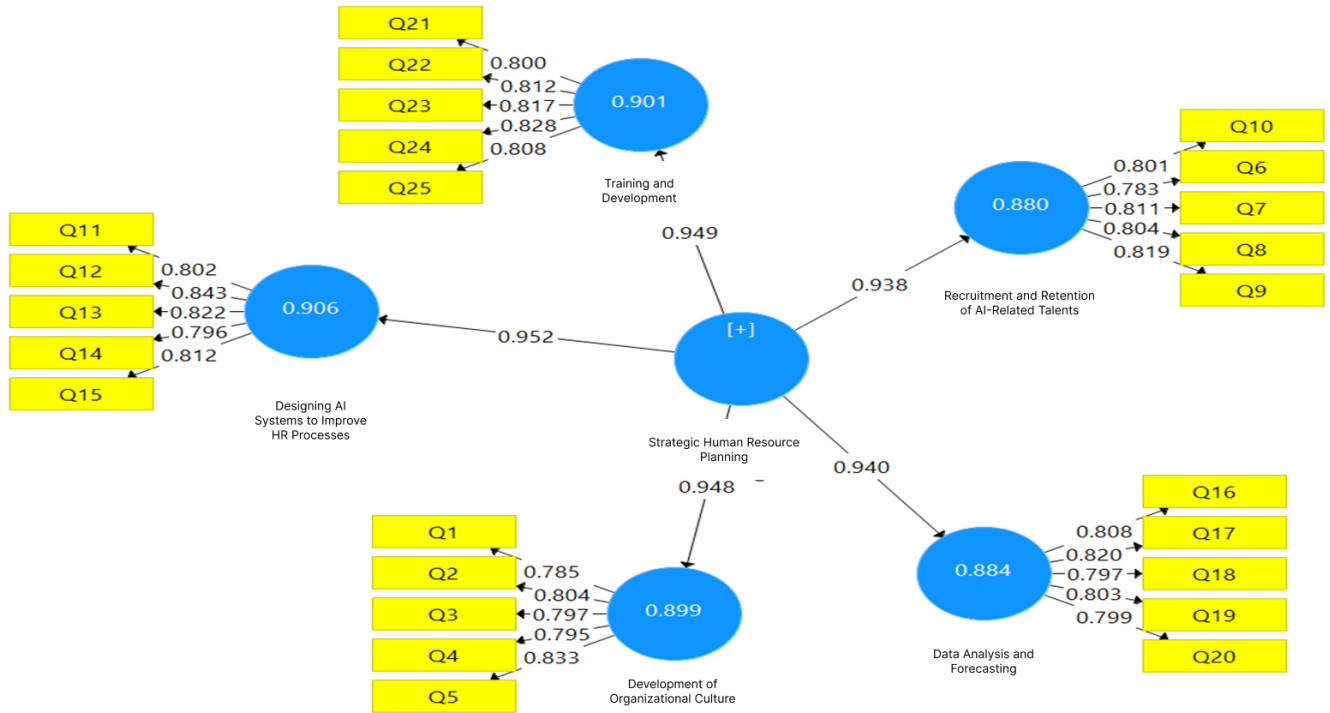 Q21
Q22
Q23
Q24
Q25
0.800
0.812
0.817
0.828
0.808
0.901
Training and
Development
Q10
Q6
Q7
Q8
Q9
0.801
0.783
0.811
0.804
0.819
0.880
Recruitment and Retention
of AI-Related Talents
Q11
Q12
Q13
Q14
Q15
0.802
0.843
0.822
0.796
0.812
0.906
Designing AI
Systems to Improve
HR Processes
0.949
0.938
0.952
[+]
Strategic Human Resource
Planning
0.940
0.948
Q1
Q2
Q3
Q4
Q5
0.785
0.804
0.797
0.795
0.833
0.899
Development of
Organizational Culture
Q16
Q17
Q18
Q19
Q20
0.808
0.820
0.797
0.803
0.799
0.884
Data Analysis and
Forecasting